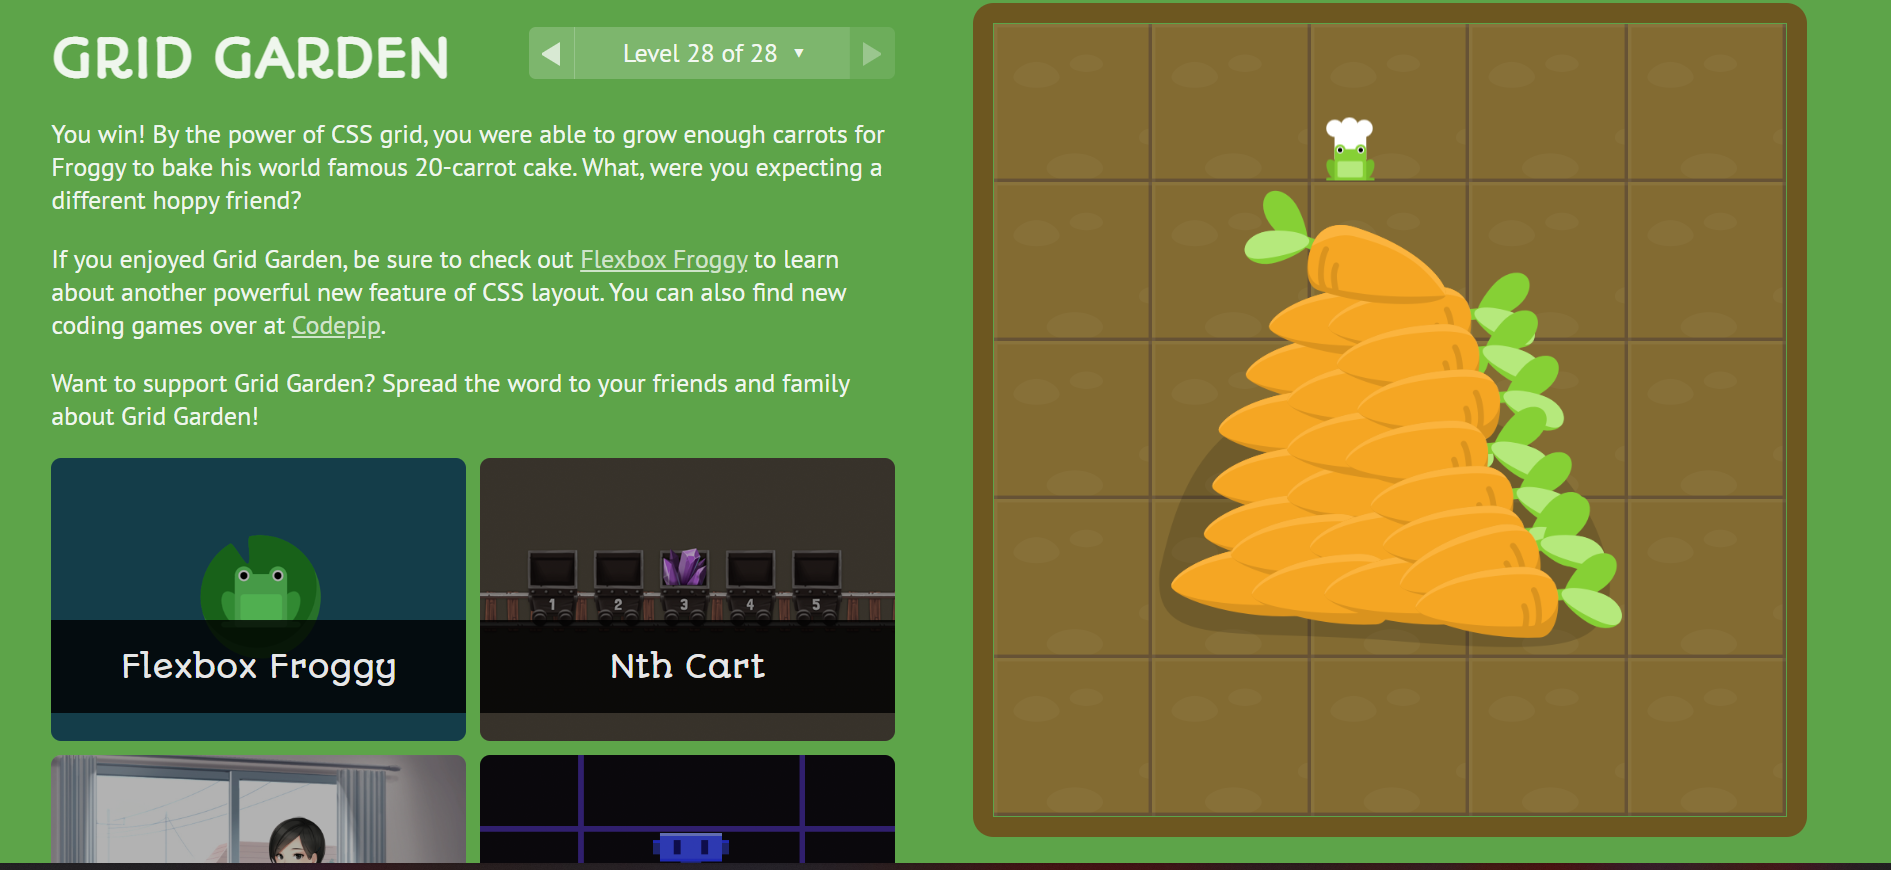 GRID GARDEN
Level 28 of 28
You win! By the power of CSS grid, you were able to grow enough carrots for
Froggy to bake his world famous 20-carrot cake. What, were you expecting a
different hoppy friend?
If you enjoyed Grid Garden, be sure to check out Flexbox Froggy to learn
about another powerful new feature of CSS layout. You can also find new
coding games over at Codepip.
Want to support Grid Garden? Spread the word to your friends and family
about Grid Garden!
1 2 3 4 5
Flexbox Froggy
Nth Cart